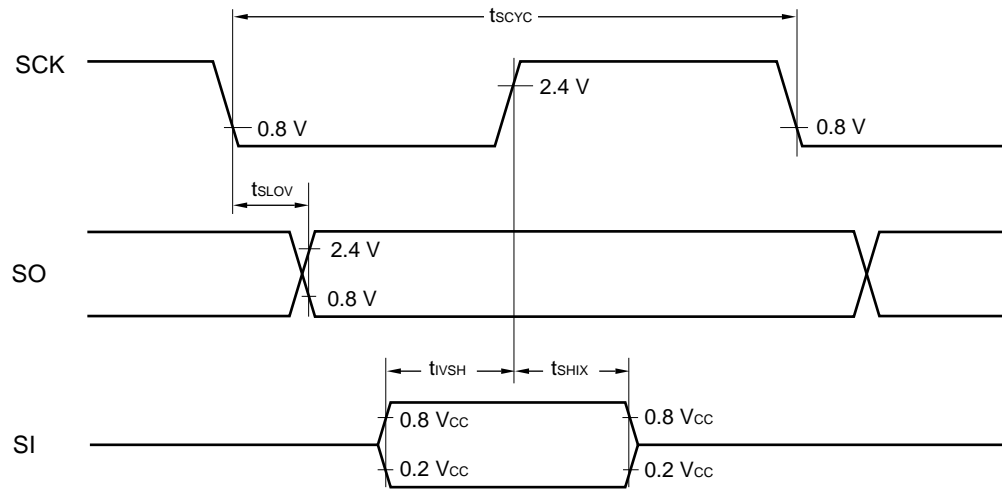 tSCYC
SCK
2.4 V
0.8 V
0.8 V
tSLOV
2.4 V
SO
0.8 V
tIVSH
tSHIX
0.8 VCC
0.8 VCC
SI
0.2 VCC
0.2 VCC